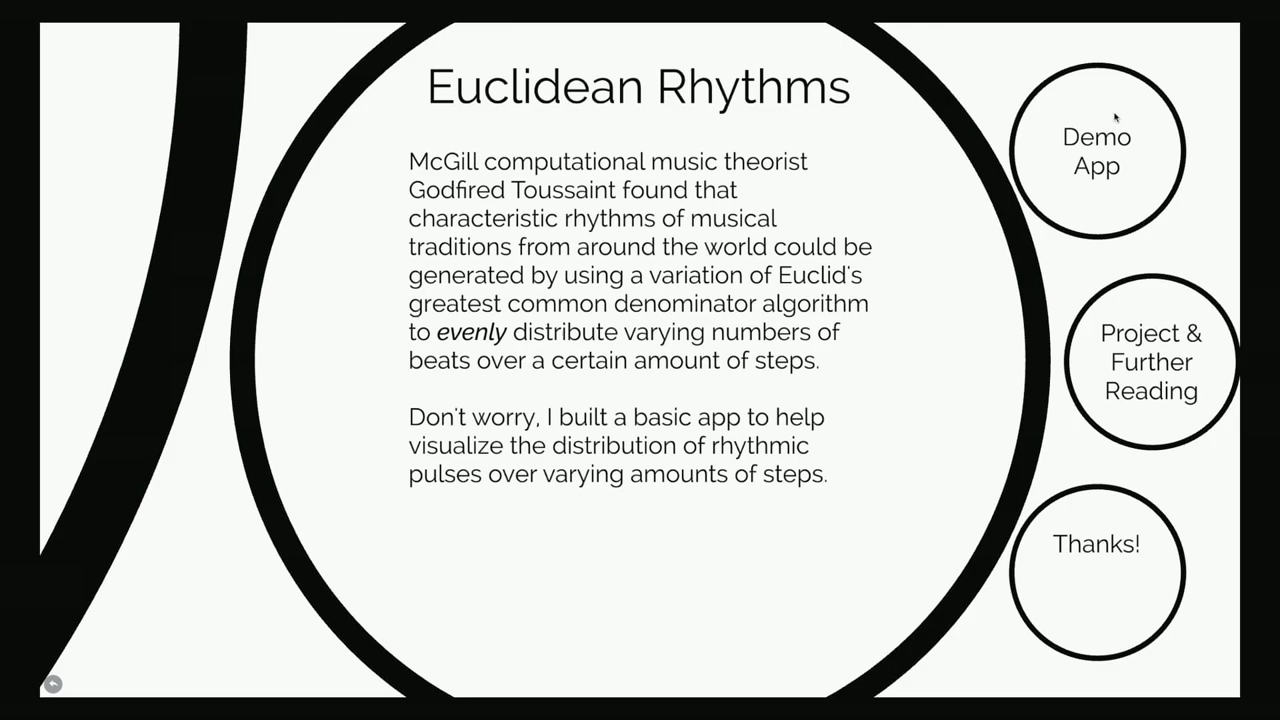 Euclidean Rhythms
McGill computational music theorist
Godfired Toussaint found that
characteristic rhythms of musical
traditions from around the world could be
generated by using a variation of Euclid's
greatest common denominator algorithm
to evenly distribute varying numbers of
beats over a certain amount of steps.
Don't worry, I built a basic app to help
visualize the distribution of rhythmic
pulses over varying amounts of steps.
Demo
App
Project &
Further
Reading
Thanks!